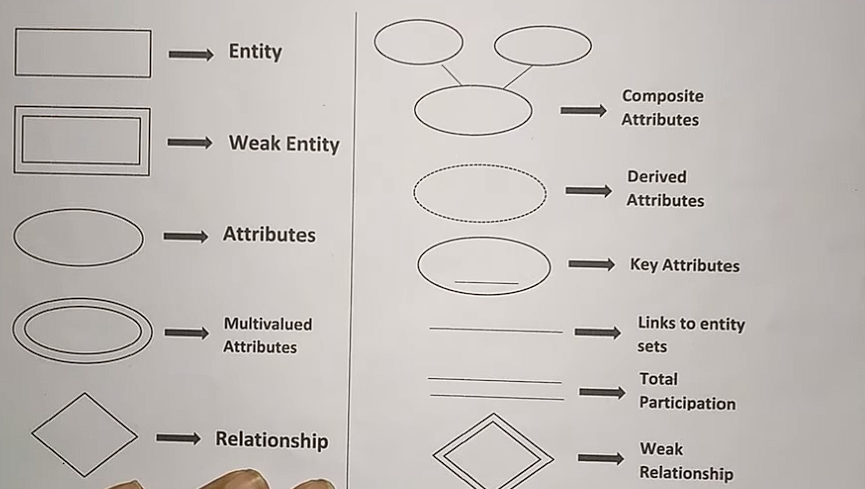 Entity
Weak Entity
Attributes
Multivalued
Attributes
Relationship
Composite
Attributes
Derived
Attributes
Key Attributes
Links to entity
sets
Total
Participation
Weak
Relationship